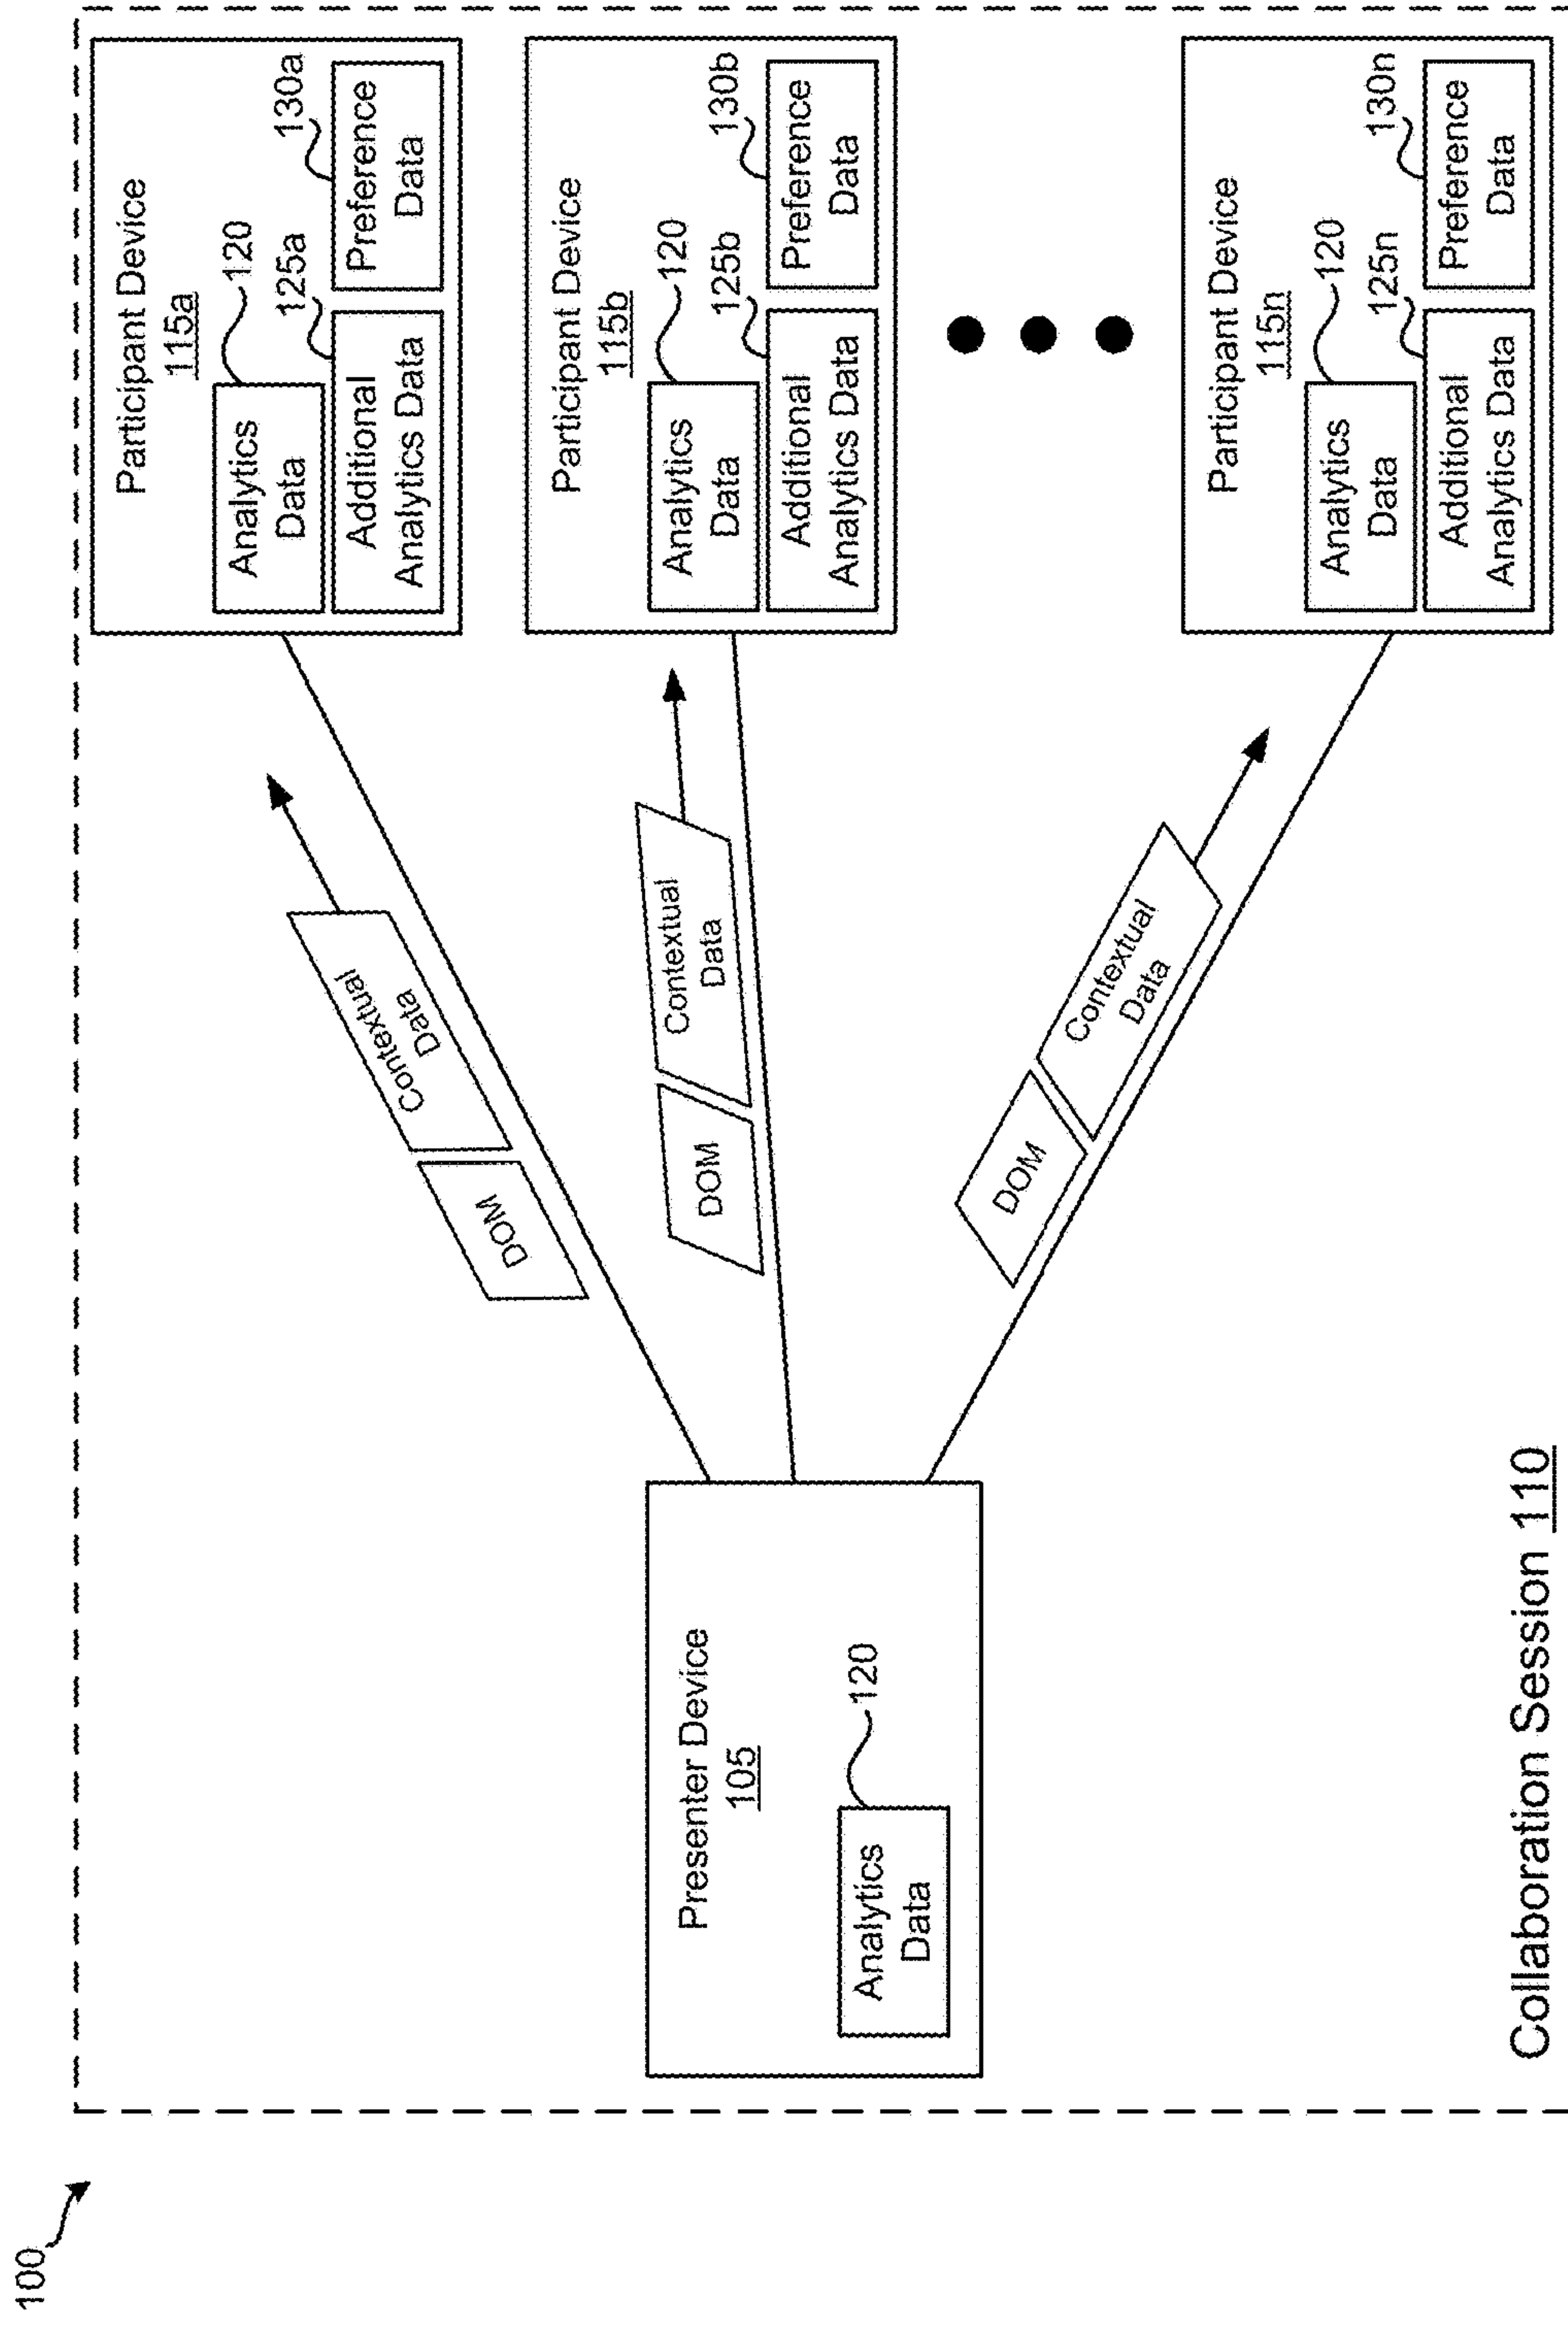 100
Participant Device
115a
120
Analytics
Data
125a
130a
Additional
Analytics Data
Preference
Data
Contextual
Data
DOM
Participant Device
115b
120
Analytics
Data
125b
130b
Additional
Analytics Data
Preference
Data
Contextual
Data
DOM
Presenter Device
105
120
Analytics
Data
Participant Device
115n
120
Analytics
Data
125n
130n
Additional
Analytics Data
Preference
Data
Contextual
Data
DOM
Collaboration Session 110